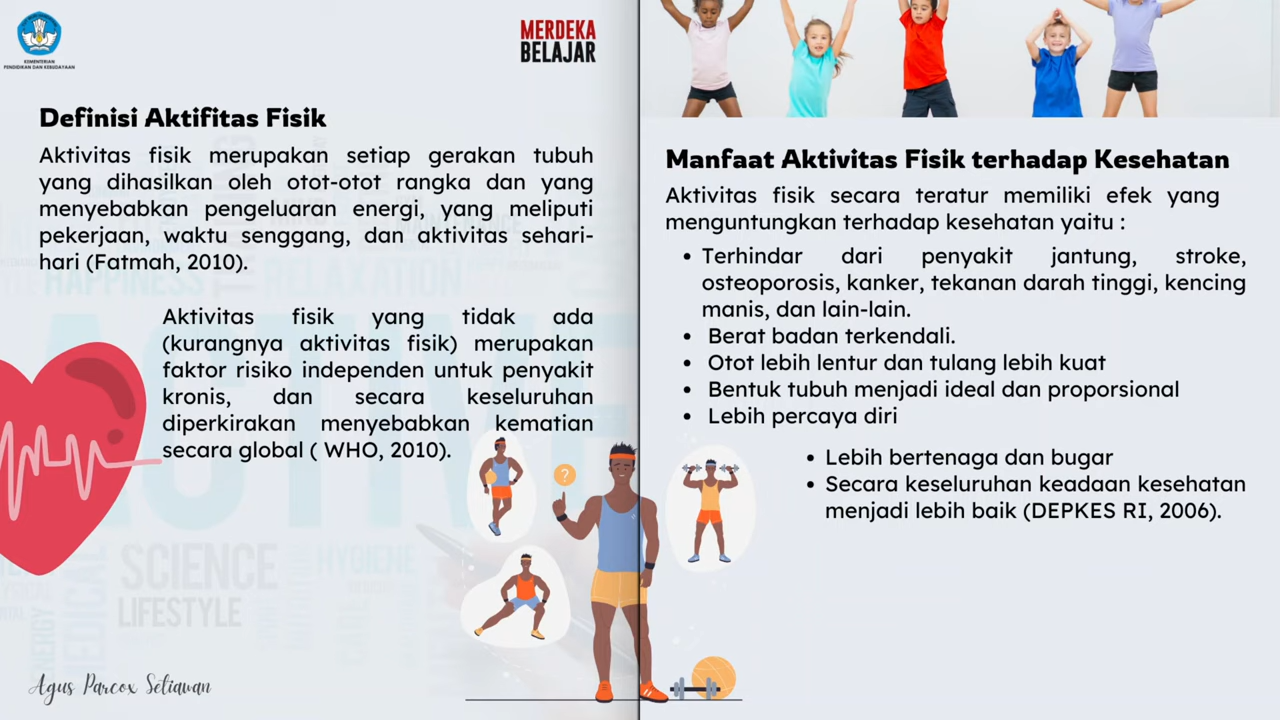 KEMENTERIAN
PENDIDIKAN DAN KEBUDAYAAN
MERDEKA
BELAJAR
Definisi Aktifitas Fisik
Aktivitas fisik merupakan setiap gerakan tubuh
yang dihasilkan oleh otot-otot rangka dan yang
menyebabkan pengeluaran energi, yang meliputi
pekerjaan, waktu senggang, dan aktivitas sehari-
hari (Fatmah, 2010).
Aktivitas fisik yang tidak ada
(kurangnya aktivitas fisik) merupakan
faktor risiko independen untuk penyakit
kronis, dan secara keseluruhan
diperkirakan menyebabkan kematian
secara global ( WHO, 2010).
HAPPINESS
RELAXATION
ACTIVE
SCIENCE
LIFESTYLE
HYGIENE
MEDICAL
ENERGY
?
Agus Parcox Setiawan
Manfaat Aktivitas Fisik terhadap Kesehatan
Aktivitas fisik secara teratur memiliki efek yang
menguntungkan terhadap kesehatan yaitu :
• Terhindar dari penyakit jantung, stroke,
osteoporosis, kanker, tekanan darah tinggi, kencing
manis, dan lain-lain.
• Berat badan terkendali.
• Otot lebih lentur dan tulang lebih kuat
• Bentuk tubuh menjadi ideal dan proporsional
• Lebih percaya diri
• Lebih bertenaga dan bugar
• Secara keseluruhan keadaan kesehatan
menjadi lebih baik (DEPKES RI, 2006).